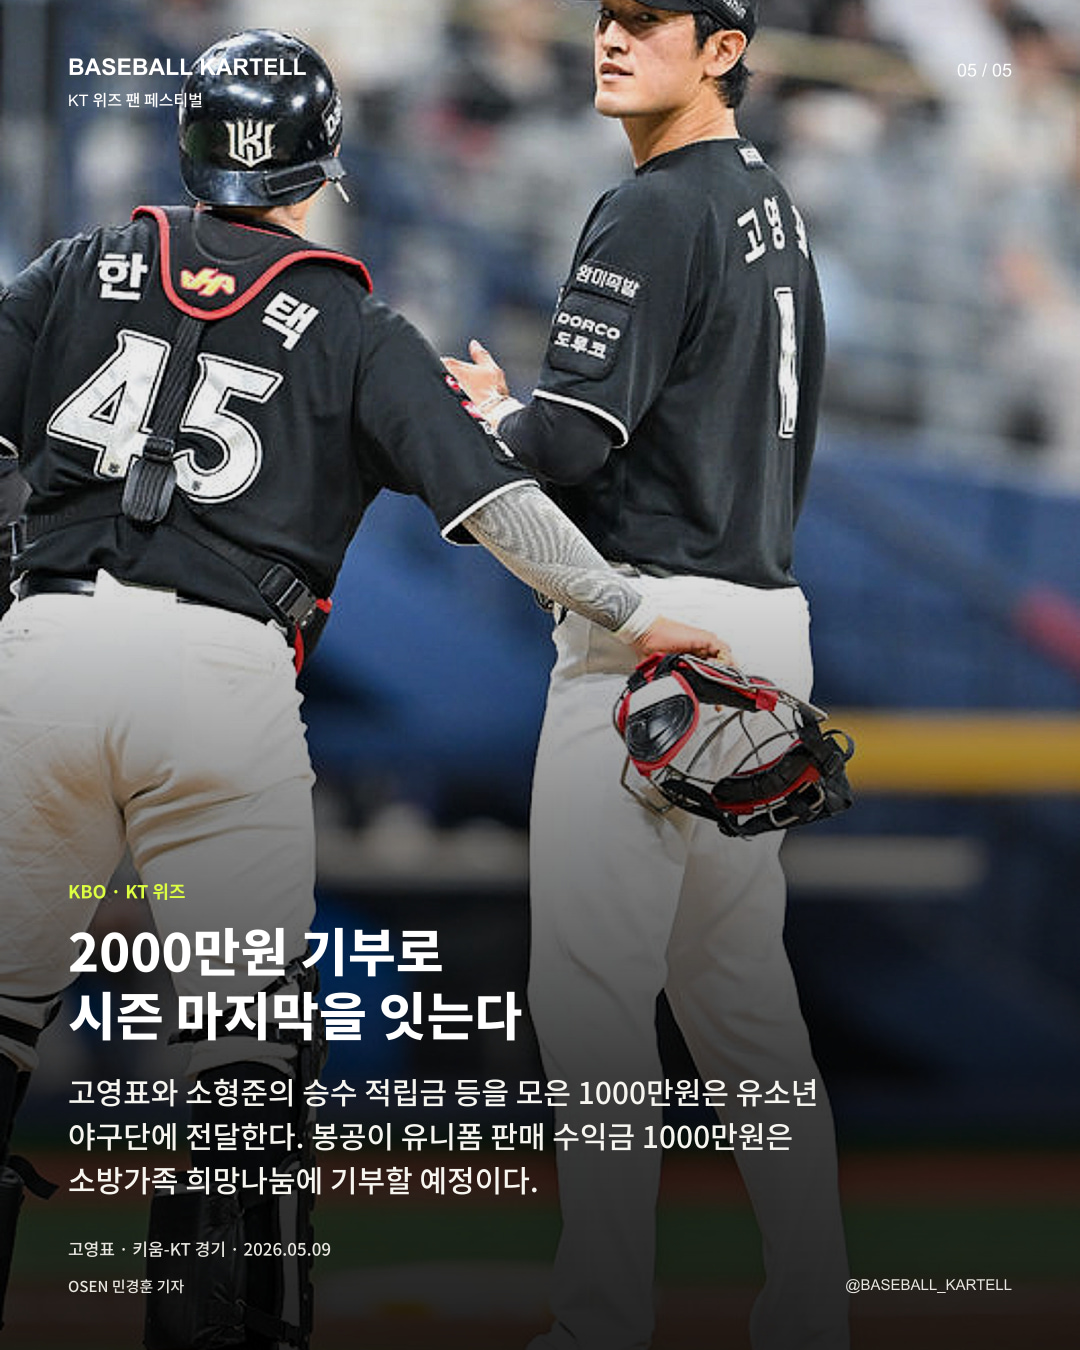 BASEBALL KARTELL
KT 위즈 팬 페스티벌
05 / 05
한
택
45
고영
왕미족발
DORCO
도루코
1
KBO · KT 위즈
2000만원 기부로
시즌 마지막을 잇는다
고영표와 소형준의 승수 적립금 등을 모은 1000만원은 유소년
야구단에 전달한다. 봉공이 유니폼 판매 수익금 1000만원은
소방가족 희망나눔에 기부할 예정이다.
고영표 · 키움-KT 경기 · 2026.05.09
OSEN 민경훈 기자
@BASEBALL_KARTELL